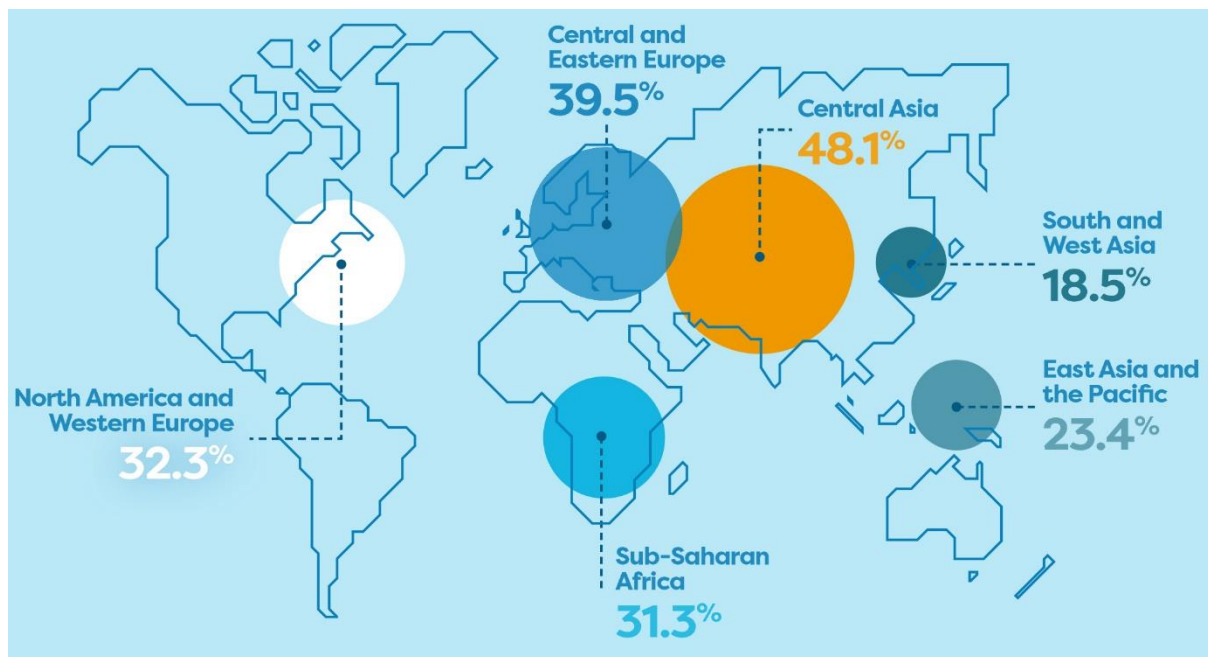 Central and
Eastern Europe
39.5%
Central Asia
48.1%
South and
West Asia
18.5%
North America and
Western Europe
32.3%
East Asia and
the Pacific
23.4%
Sub-Saharan
Africa
31.3%